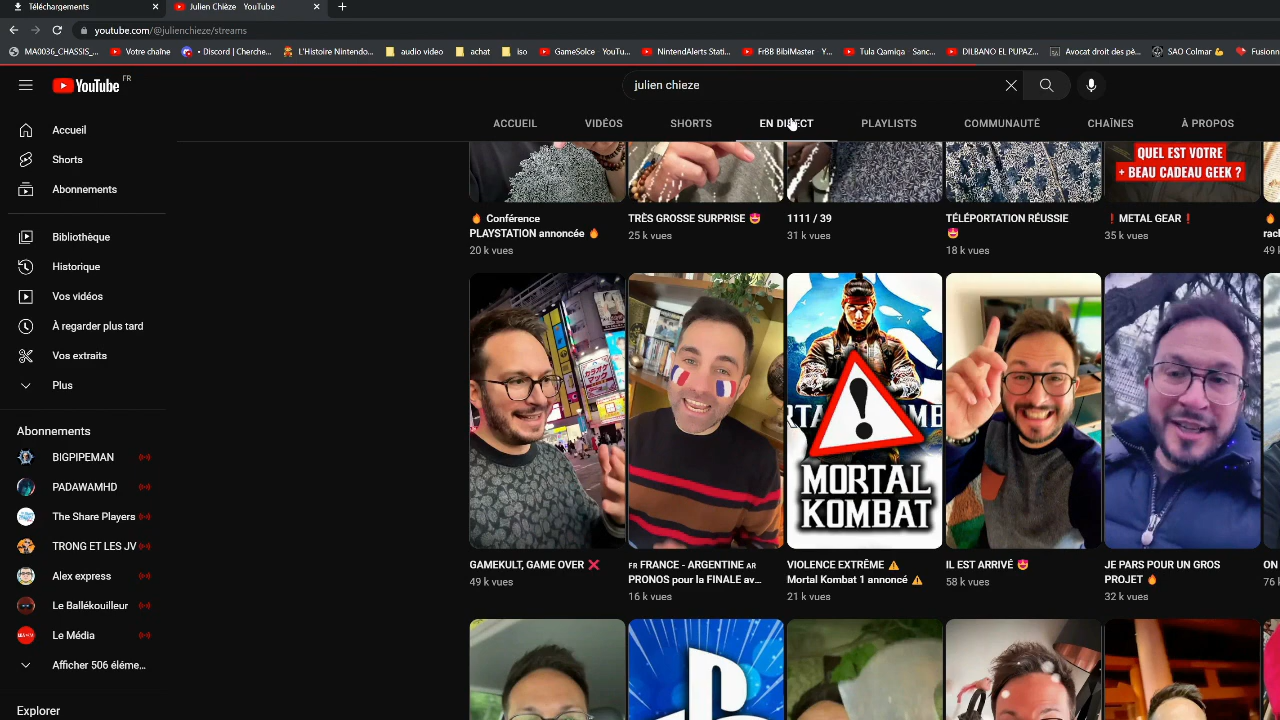 Téléchargements
Julien Chièze - YouTube
youtube.com/@julienchieze/streams
MA0036_CHASSIS_...
Votre chaîne
• Discord | Cherche...
L'Histoire Nintendo...
audio video
achat
iso
GameSolce - YouTu...
NintendAlerts Stati...
FrBB BibiMaster - Y...
Tula Qamiqa - Sanc...
DILBANO EL PUPAZ...
Avocat droit des pè...
SAO Colmar 💪
Fusionn
YouTube FR
julien chieze
ACCUEIL
VIDÉOS
SHORTS
EN DIRECT
PLAYLISTS
COMMUNAUTÉ
CHAÎNES
À PROPOS
Accueil
Shorts
Abonnements
Bibliothèque
Historique
Vos vidéos
À regarder plus tard
Vos extraits
Plus
Abonnements
BIGPIPEMAN
PADAWAMHD
The Share Players
TRONG ET LES JV
Alex express
Le Ballékouilleur
Le Média
Afficher 506 éléme...
Explorer
QUEL EST VOTRE
+ BEAU CADEAU GEEK ?
🔥 Conférence
PLAYSTATION annoncée 🔥
20 k vues
TRÈS GROSSE SURPRISE 🤩
25 k vues
1111 / 39
31 k vues
TÉLÉPORTATION RÉUSSIE
🤩
18 k vues
❗ METAL GEAR ❗
35 k vues
🔥
rach
49 k
MORTAL
KOMBAT
GAMEKULT, GAME OVER ❌
49 k vues
FR FRANCE - ARGENTINE AR
PRONOS pour la FINALE av...
16 k vues
VIOLENCE EXTRÊME ⚠️
Mortal Kombat 1 annoncé ⚠️
21 k vues
IL EST ARRIVÉ 🤩
58 k vues
JE PARS POUR UN GROS
PROJET 🔥
32 k vues
ON
76 k